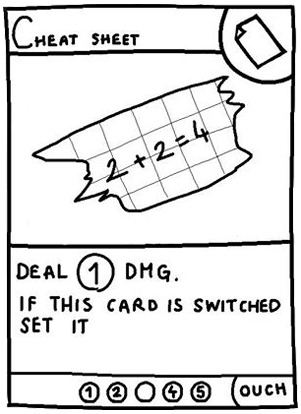 CHEAT SHEET
2+2=4
DEAL 1 DMG.
IF THIS CARD IS SWITCHED
SET IT
1 2 4 5 OUCH